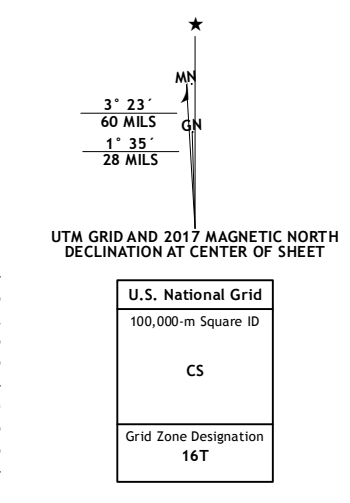 ★
MN
3° 23´
60 MILS
GN
1° 35´
28 MILS
UTM GRID AND 2017 MAGNETIC NORTH
DECLINATION AT CENTER OF SHEET
U.S. National Grid
100,000-m Square ID
CS
Grid Zone Designation
16T